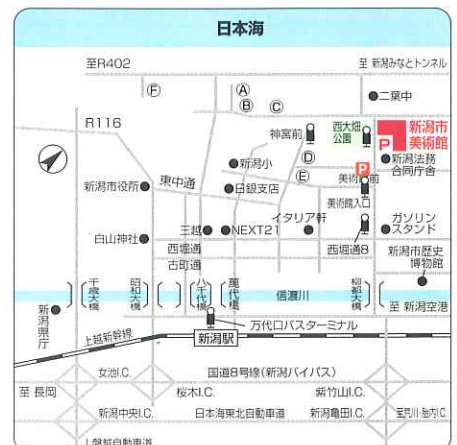 日本海
至R402
至 新潟みなとトンネル
Ⓕ
Ⓐ
Ⓑ
Ⓒ
二葉中
R116
神宮前
西大畑
公園
P
新潟市
美術館
新潟小
Ⓓ
P
新潟法務
合同庁舎
Ⓔ
美術館前
新潟市役所
東中通
日銀支店
美術館入口
三越
NEXT21
イタリア軒
ガソリン
スタンド
白山神社
西堀通
西堀通8
古町通
新潟市歴史
博物館
千歳大橋
昭和大橋
八千代橋
萬代橋
信濃川
柳都大橋
新潟県庁
至 新潟空港
上越新幹線
万代口バスターミナル
新潟駅
女池I.C.
国道8号線(新潟バイパス)
至 長岡
桜木I.C.
紫竹山I.C.
新潟中央I.C.
日本海東北自動車道
新潟亀田I.C.
磐越自動車道